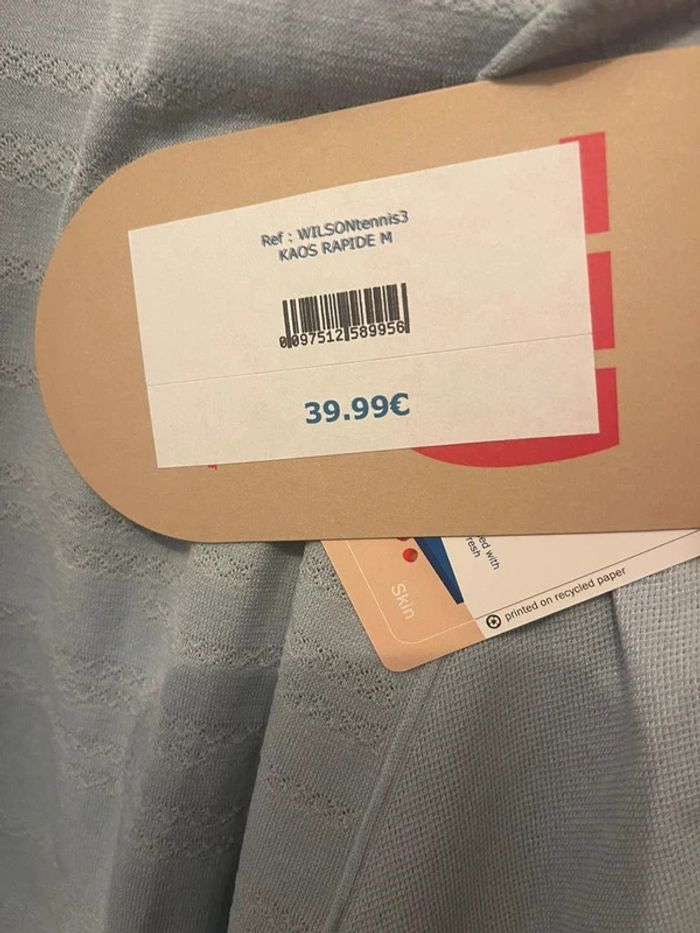 Ref : WILSONtennis3
KAOS RAPIDE M
0097512589956
39.99€
ed with
resh
Skin
printed on recycled paper